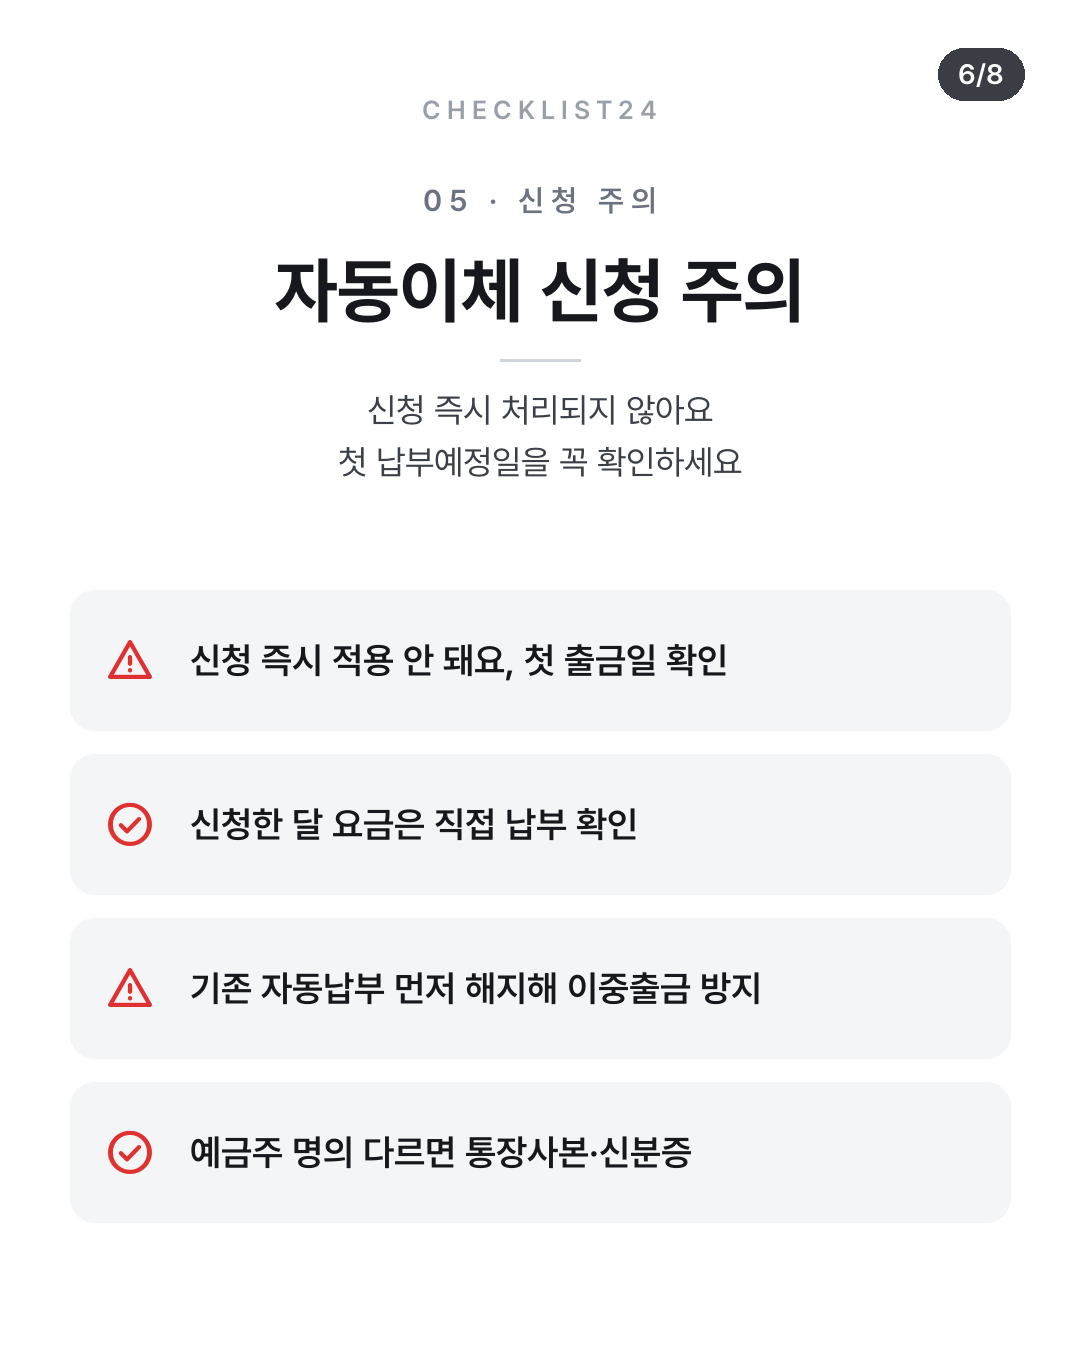 6/8
CHECKLIST24
05 · 신청 주의
자동이체 신청 주의
신청 즉시 처리되지 않아요
첫 납부예정일을 꼭 확인하세요
신청 즉시 적용 안 돼요, 첫 출금일 확인
신청한 달 요금은 직접 납부 확인
기존 자동납부 먼저 해지해 이중출금 방지
예금주 명의 다르면 통장사본·신분증